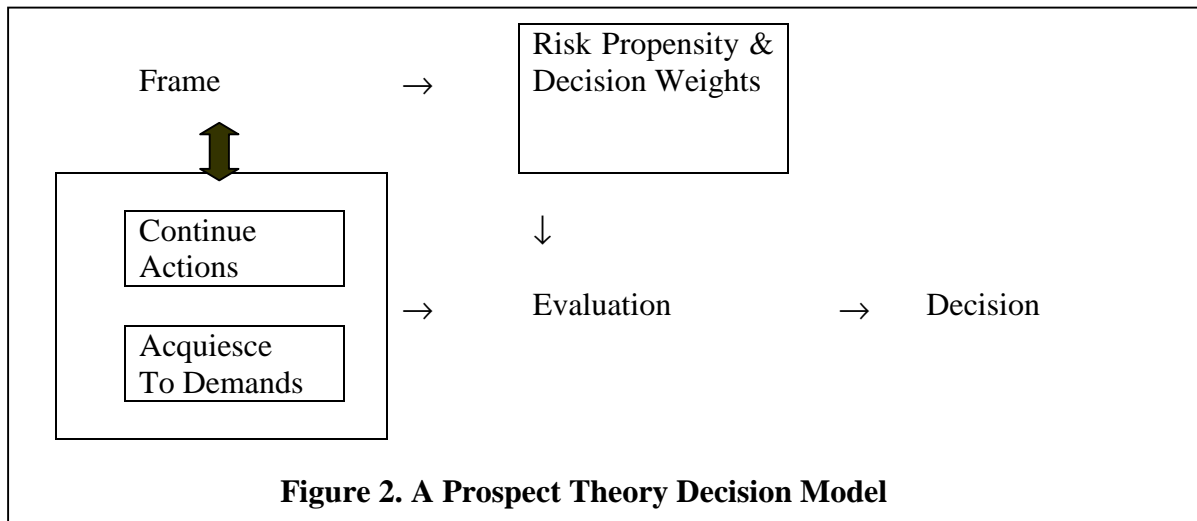 Frame → Risk Propensity &
Decision Weights
↓
Continue
Actions
→ Evaluation → Decision
Acquiesce
To Demands
Figure 2. A Prospect Theory Decision Model